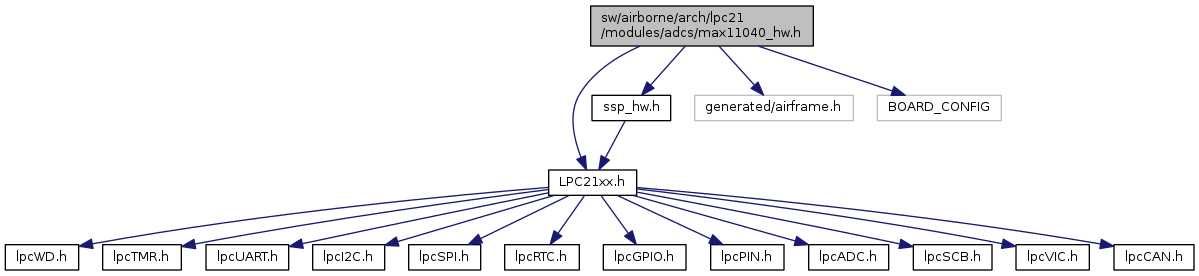 sw/airborne/arch/lpc21
/modules/adcs/max11040_hw.h
ssp_hw.h
generated/airframe.h
BOARD_CONFIG
LPC21xx.h
lpcWD.h
lpcTMR.h
lpcUART.h
lpcI2C.h
lpcSPI.h
lpcRTC.h
lpcGPIO.h
lpcPIN.h
lpcADC.h
lpcSCB.h
lpcVIC.h
lpcCAN.h